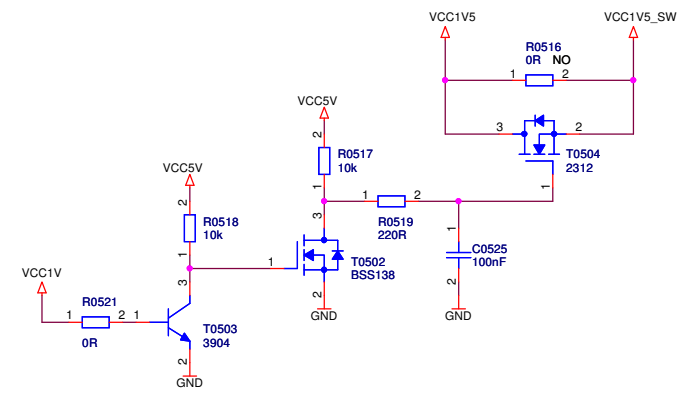 VCC1V5
VCC1V5_SW
R0516
0R NO
1 2
3 2
T0504
2312
1
VCC5V
2
R0517
10k
1
1 2
R0519
220R
VCC5V
2
R0518
10k
1
3
1
T0502
BSS138
2
GND
1
C0525
100nF
2
GND
VCC1V
R0521
1 2 1
0R
3
T0503
3904
2
GND